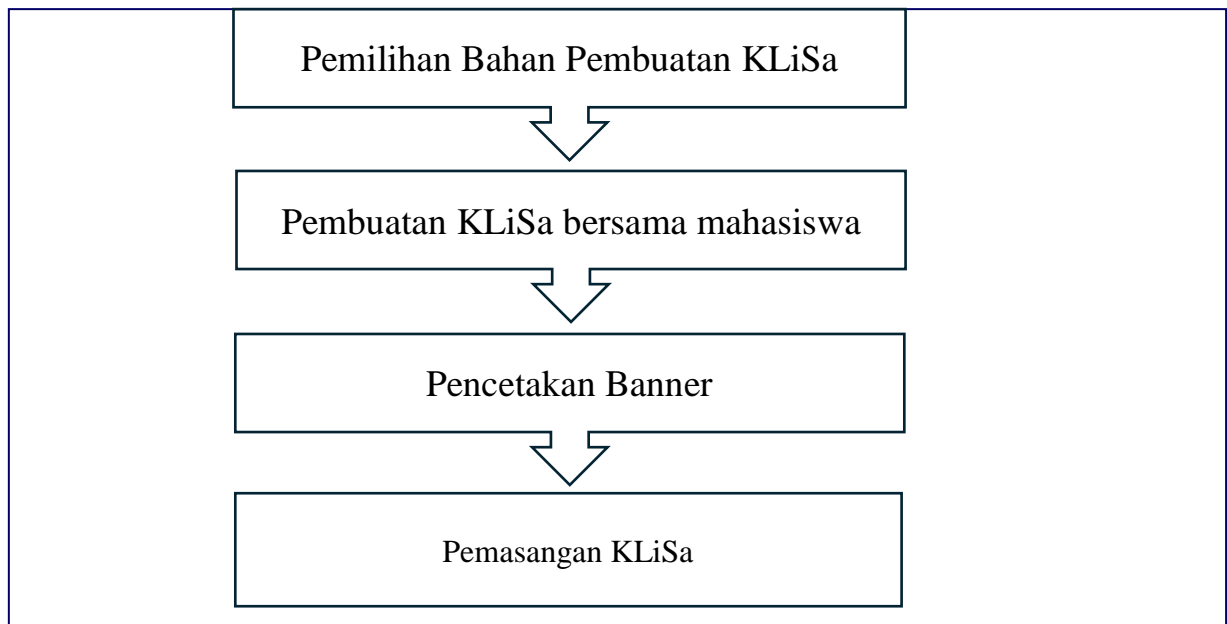 Pemilihan Bahan Pembuatan KLiSa
Pembuatan KLiSa bersama mahasiswa
Pencetakan Banner
Pemasangan KLiSa